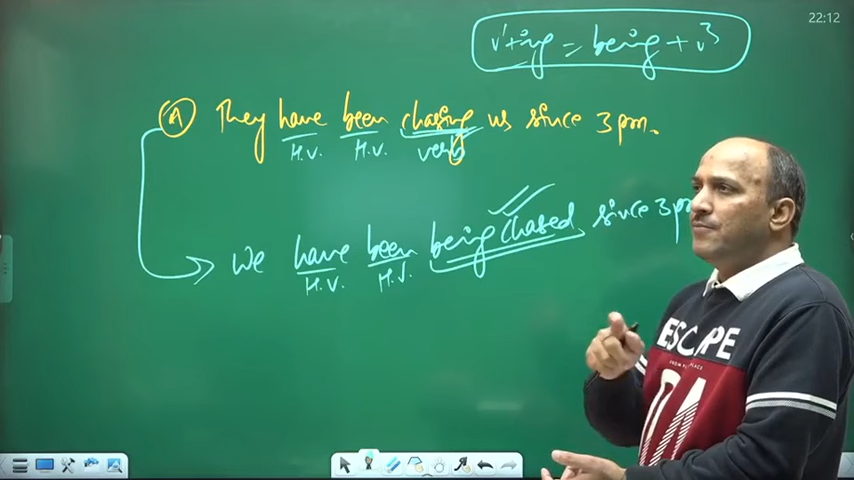 22:12
v¹+ing = being + v³
(A) They have been chasing us since 3 pm.
H.V. H.V. verb
We have been being chased since 3 p
H.V. H.V.
ESCAPE